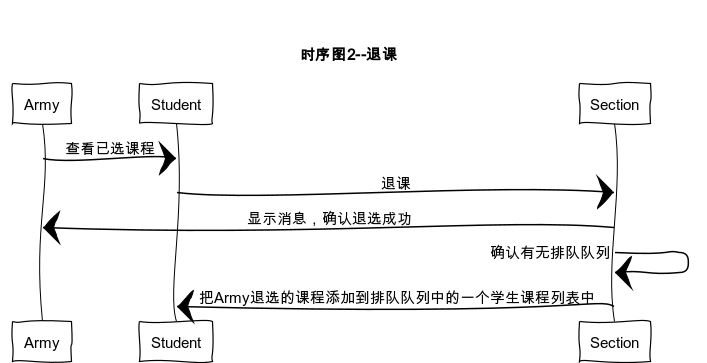 时序图2--退课
Army
Student
Section
查看已选课程
退课
显示消息，确认退选成功
确认有无排队队列
把Army退选的课程添加到排队队列中的一个学生课程列表中
Army
Student
Section